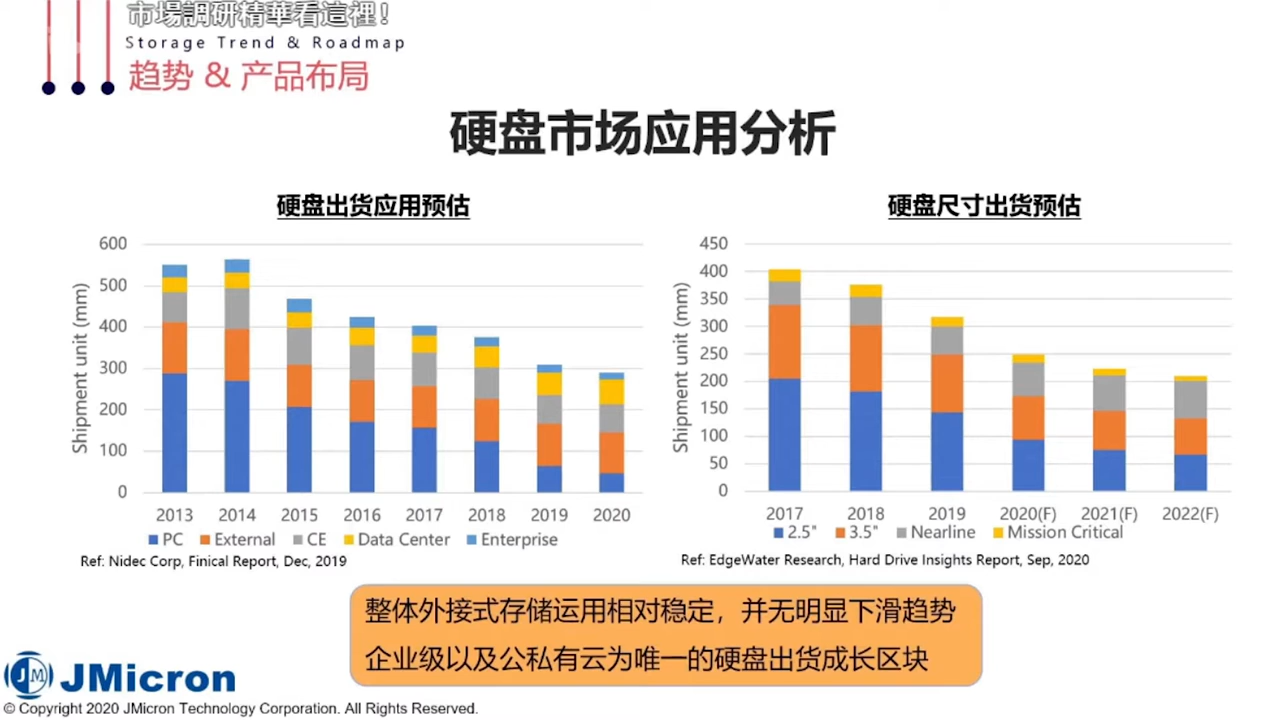 市場調研精華看這裡!
Storage Trend & Roadmap
趋势 & 产品布局
硬盘市场应用分析
硬盘出货应用预估
600
500
400
300
200
100
0
Shipment unit (mm)
2013 2014 2015 2016 2017 2018 2019 2020
PC External CE Data Center Enterprise
Ref: Nidec Corp, Finical Report, Dec, 2019
硬盘尺寸出货预估
450
400
350
300
250
200
150
100
50
0
Shipment unit (mm)
2017 2018 2019 2020(F) 2021(F) 2022(F)
2.5" 3.5" Nearline Mission Critical
Ref: EdgeWater Research, Hard Drive Insights Report, Sep, 2020
整体外接式存储运用相对稳定，并无明显下滑趋势
企业级以及公私有云为唯一的硬盘出货成长区块
JM JMicron
© Copyright 2020 JMicron Technology Corporation. All Rights Reserved.